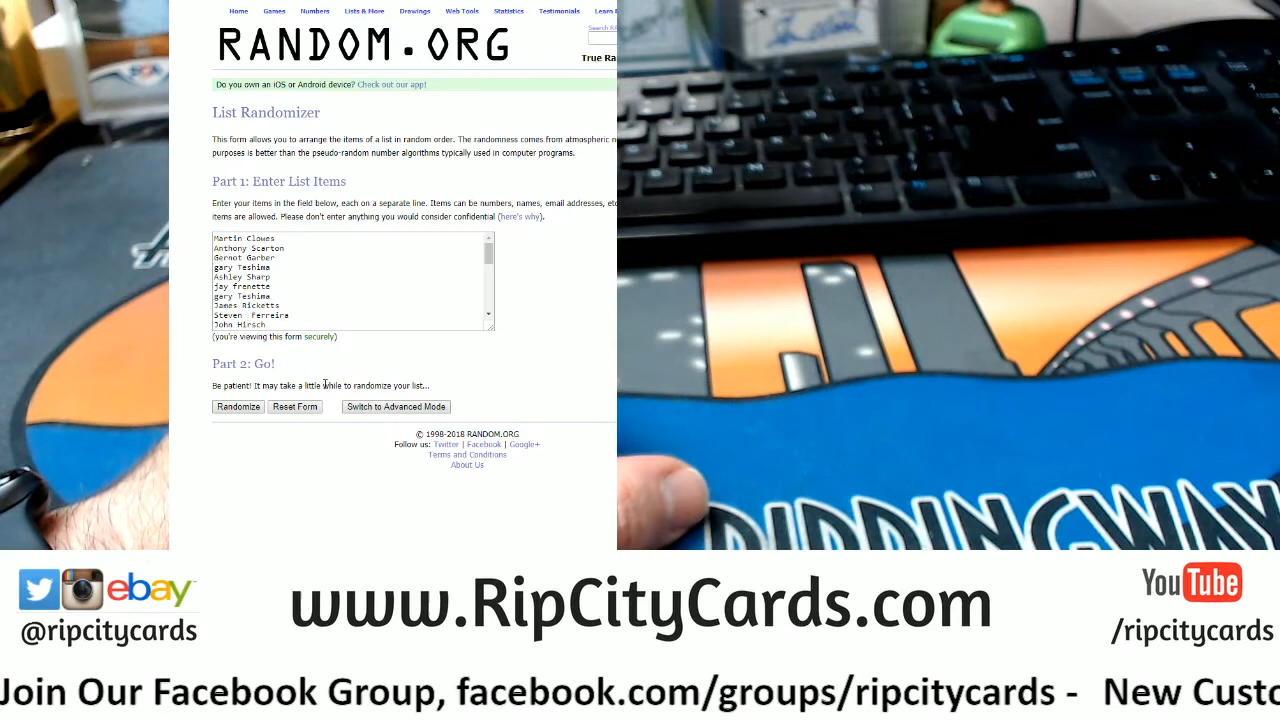 Home Games Numbers Lists & More Drawings Web Tools Statistics Testimonials Learn
RANDOM.ORG
Search
True Ra
Do you own an iOS or Android device? Check out our app!
List Randomizer
This form allows you to arrange the items of a list in random order. The randomness comes from atmospheric n
purposes is better than the pseudo-random number algorithms typically used in computer programs.
Part 1: Enter List Items
Enter your items in the field below, each on a separate line. Items can be numbers, names, email addresses, etc
items are allowed. Please don't enter anything you would consider confidential (here's why).
Martin Clowes
Anthony Scarton
Gernot Garber
gary Teshima
Ashley Sharp
jay frenette
gary Teshima
James Ricketts
Steven Ferreira
John Hirsch
(you're viewing this form securely)
Part 2: Go!
Be patient! It may take a little while to randomize your list...
Randomize Reset Form Switch to Advanced Mode
© 1998-2018 RANDOM.ORG
Follow us: Twitter | Facebook | Google+
Terms and Conditions
About Us
RIPPINGWAX
ebay
@ripcitycards
www.RipCityCards.com
YouTube
/ripcitycards
Join Our Facebook Group, facebook.com/groups/ripcitycards - New Custo